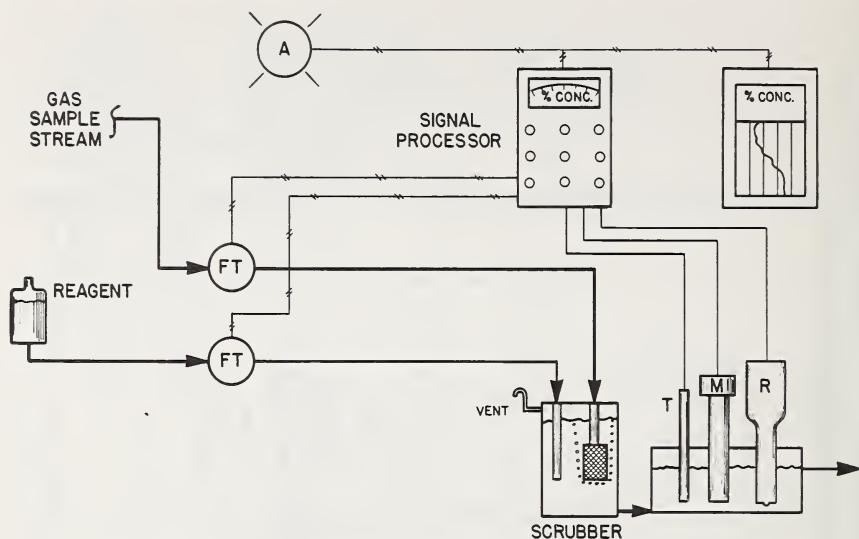 A
GAS
SAMPLE
STREAM
SIGNAL
PROCESSOR
% CONC.
% CONC.
FT
REAGENT
FT
VENT
T
MI
R
SCRUBBER